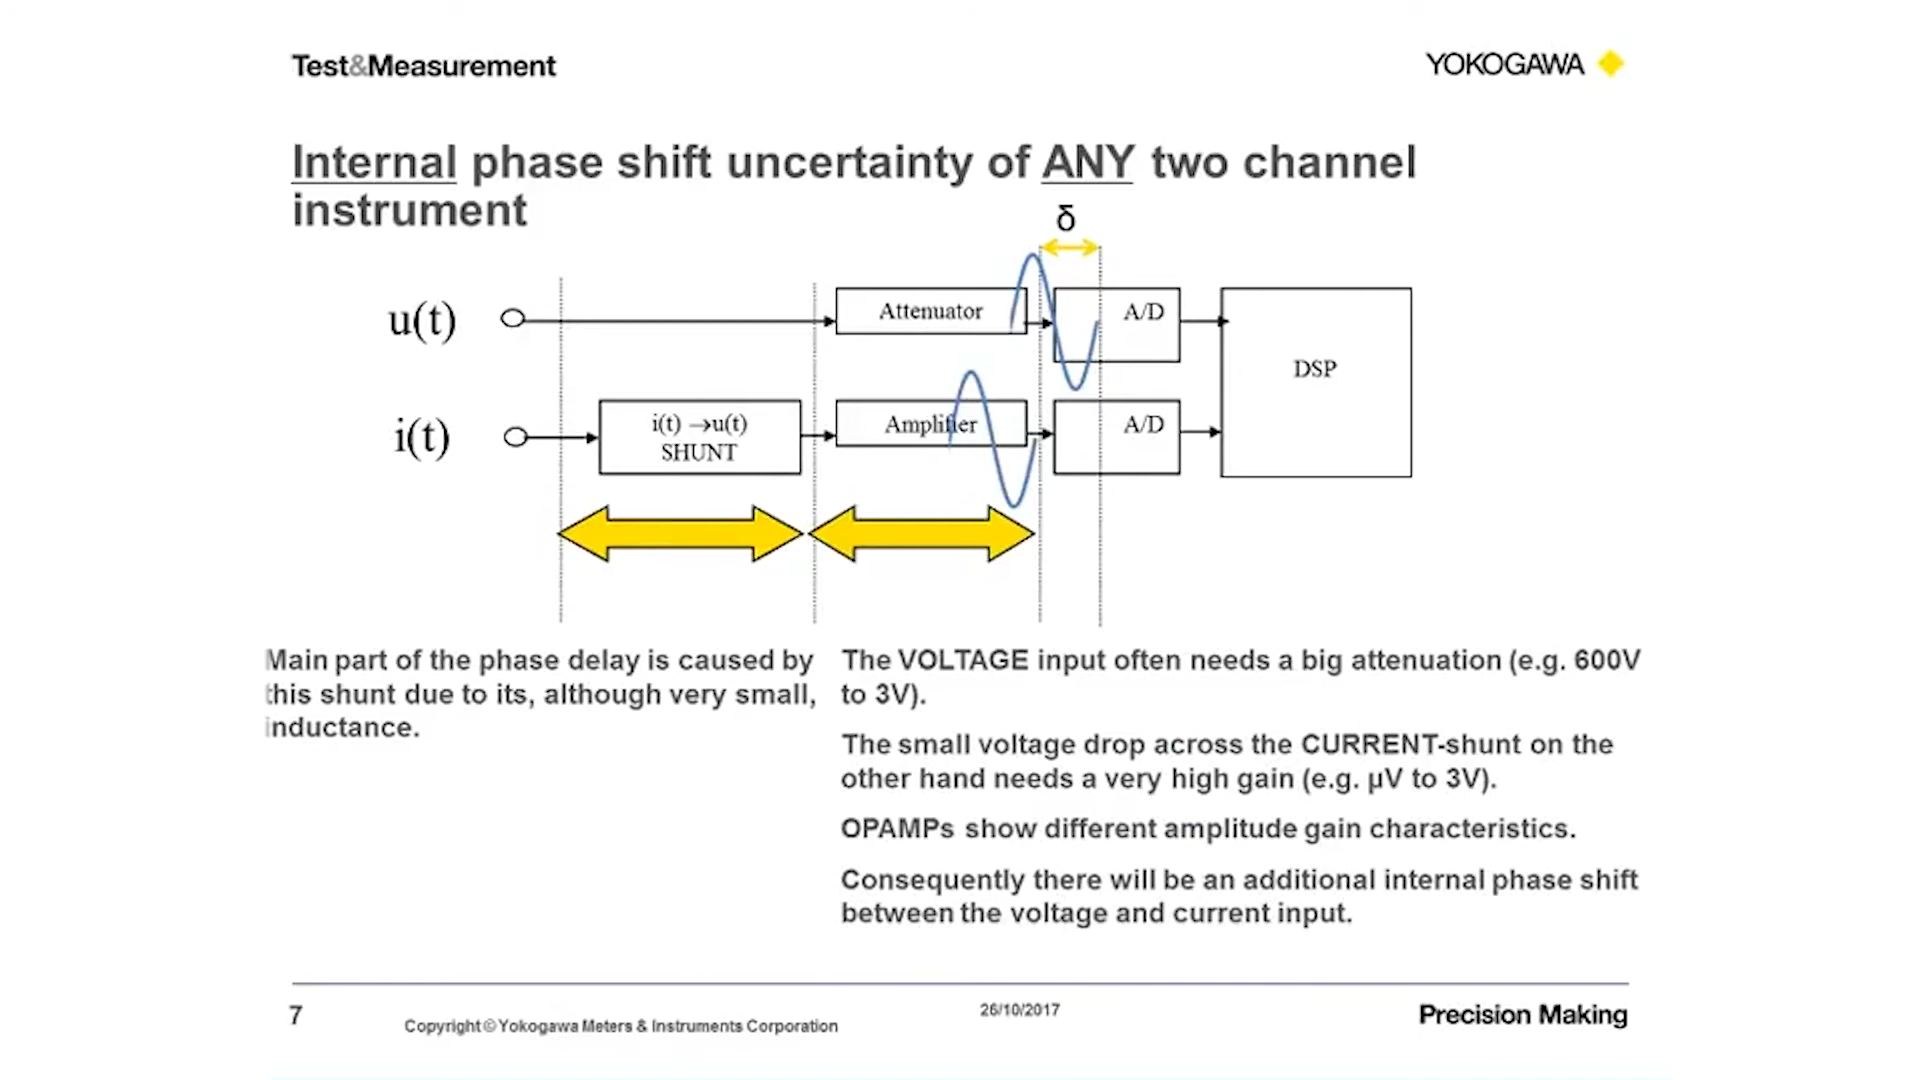 Test&Measurement
YOKOGAWA
Internal phase shift uncertainty of ANY two channel
instrument
δ
u(t)
Attenuator
A/D
DSP
i(t)
i(t) →u(t)
SHUNT
Amplifier
A/D
Main part of the phase delay is caused by
this shunt due to its, although very small,
inductance.
The VOLTAGE input often needs a big attenuation (e.g. 600V
to 3V).
The small voltage drop across the CURRENT-shunt on the
other hand needs a very high gain (e.g. μV to 3V).
OPAMPs show different amplitude gain characteristics.
Consequently there will be an additional internal phase shift
between the voltage and current input.
7
Copyright © Yokogawa Meters & Instruments Corporation
26/10/2017
Precision Making